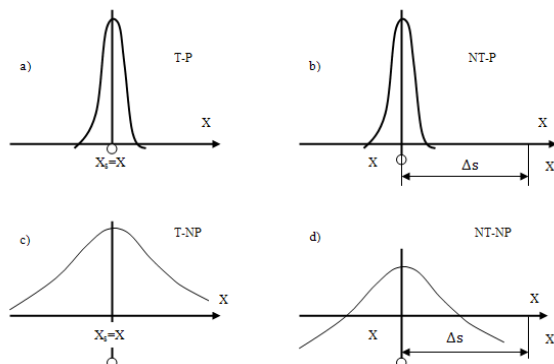 a)
T-P
X
Xₛ=X
b)
NT-P
X
X
Δs
X
c)
T-NP
X
Xₛ=X
d)
NT-NP
X
X
Δs
X